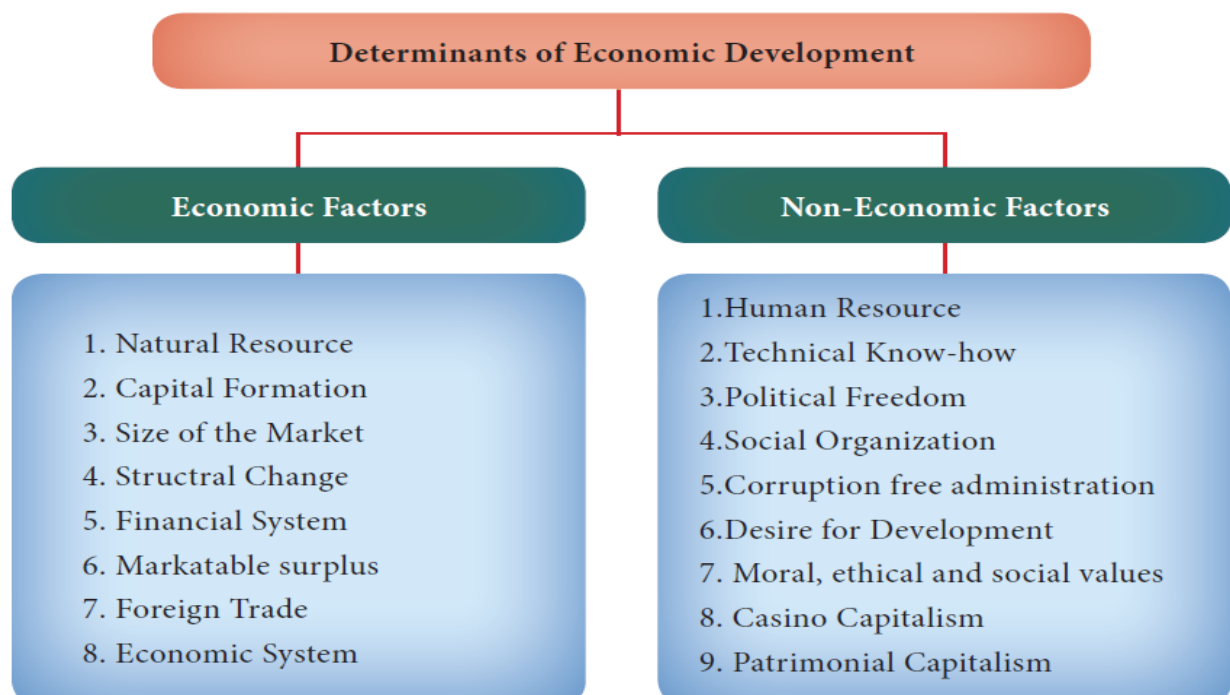 Determinants of Economic Development
Economic Factors
1. Natural Resource
2. Capital Formation
3. Size of the Market
4. Structral Change
5. Financial System
6. Markatable surplus
7. Foreign Trade
8. Economic System
Non-Economic Factors
1.Human Resource
2.Technical Know-how
3.Political Freedom
4.Social Organization
5.Corruption free administration
6.Desire for Development
7. Moral, ethical and social values
8. Casino Capitalism
9. Patrimonial Capitalism